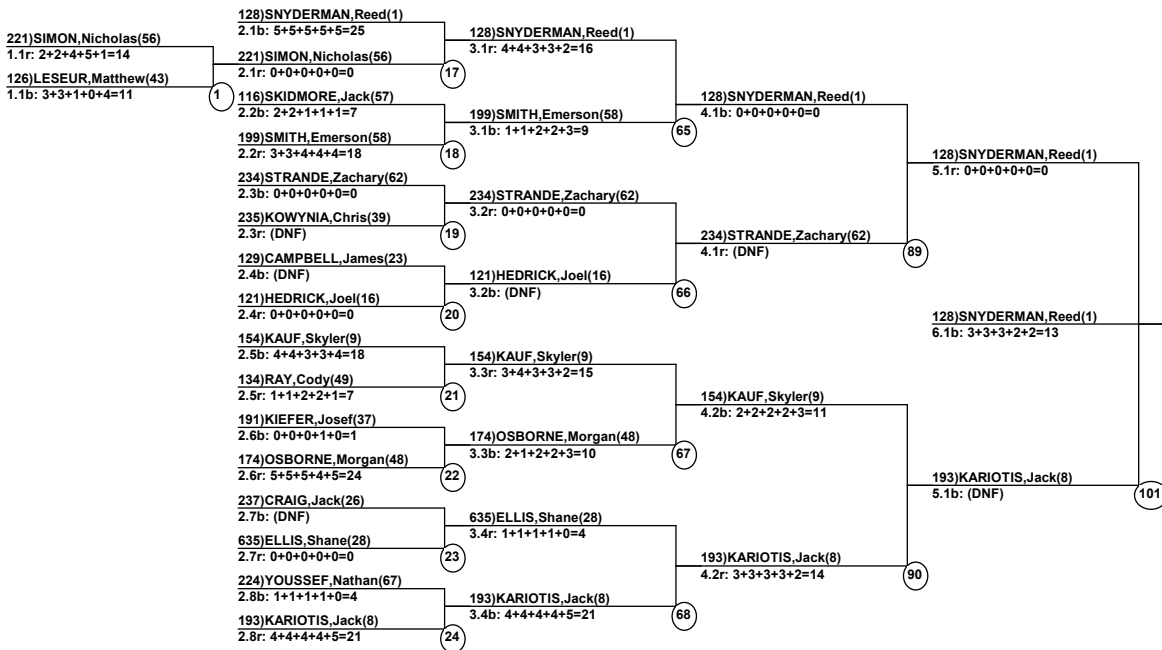 221)SIMON,Nicholas(56)
1.1r: 2+2+4+5+1=14
126)LESEUR,Matthew(43)
1.1b: 3+3+1+0+4=11
1
128)SNYDERMAN,Reed(1)
2.1b: 5+5+5+5+5=25
221)SIMON,Nicholas(56)
2.1r: 0+0+0+0+0=0
17
116)SKIDMORE,Jack(57)
2.2b: 2+2+1+1+1=7
199)SMITH,Emerson(58)
2.2r: 3+3+4+4+4=18
18
234)STRANDE,Zachary(62)
2.3b: 0+0+0+0+0=0
235)KOWYNIA,Chris(39)
2.3r: (DNF)
19
129)CAMPBELL,James(23)
2.4b: (DNF)
121)HEDRICK,Joel(16)
2.4r: 0+0+0+0+0=0
20
154)KAUF,Skyler(9)
2.5b: 4+4+3+3+4=18
134)RAY,Cody(49)
2.5r: 1+1+2+2+1=7
21
191)KIEFER,Josef(37)
2.6b: 0+0+0+1+0=1
174)OSBORNE,Morgan(48)
2.6r: 5+5+5+4+5=24
22
237)CRAIG,Jack(26)
2.7b: (DNF)
635)ELLIS,Shane(28)
2.7r: 0+0+0+0+0=0
23
224)YOUSSEF,Nathan(67)
2.8b: 1+1+1+1+0=4
193)KARIOTIS,Jack(8)
2.8r: 4+4+4+4+5=21
24
128)SNYDERMAN,Reed(1)
3.1r: 4+4+3+3+2=16
199)SMITH,Emerson(58)
3.1b: 1+1+2+2+3=9
65
234)STRANDE,Zachary(62)
3.2r: 0+0+0+0+0=0
121)HEDRICK,Joel(16)
3.2b: (DNF)
66
154)KAUF,Skyler(9)
3.3r: 3+4+3+3+2=15
174)OSBORNE,Morgan(48)
3.3b: 2+1+2+2+3=10
67
635)ELLIS,Shane(28)
3.4r: 1+1+1+1+0=4
193)KARIOTIS,Jack(8)
3.4b: 4+4+4+4+5=21
68
128)SNYDERMAN,Reed(1)
4.1b: 0+0+0+0+0=0
234)STRANDE,Zachary(62)
4.1r: (DNF)
89
154)KAUF,Skyler(9)
4.2b: 2+2+2+2+3=11
193)KARIOTIS,Jack(8)
4.2r: 3+3+3+3+2=14
90
128)SNYDERMAN,Reed(1)
5.1r: 0+0+0+0+0=0
193)KARIOTIS,Jack(8)
5.1b: (DNF)
101
128)SNYDERMAN,Reed(1)
6.1b: 3+3+3+2+2=13